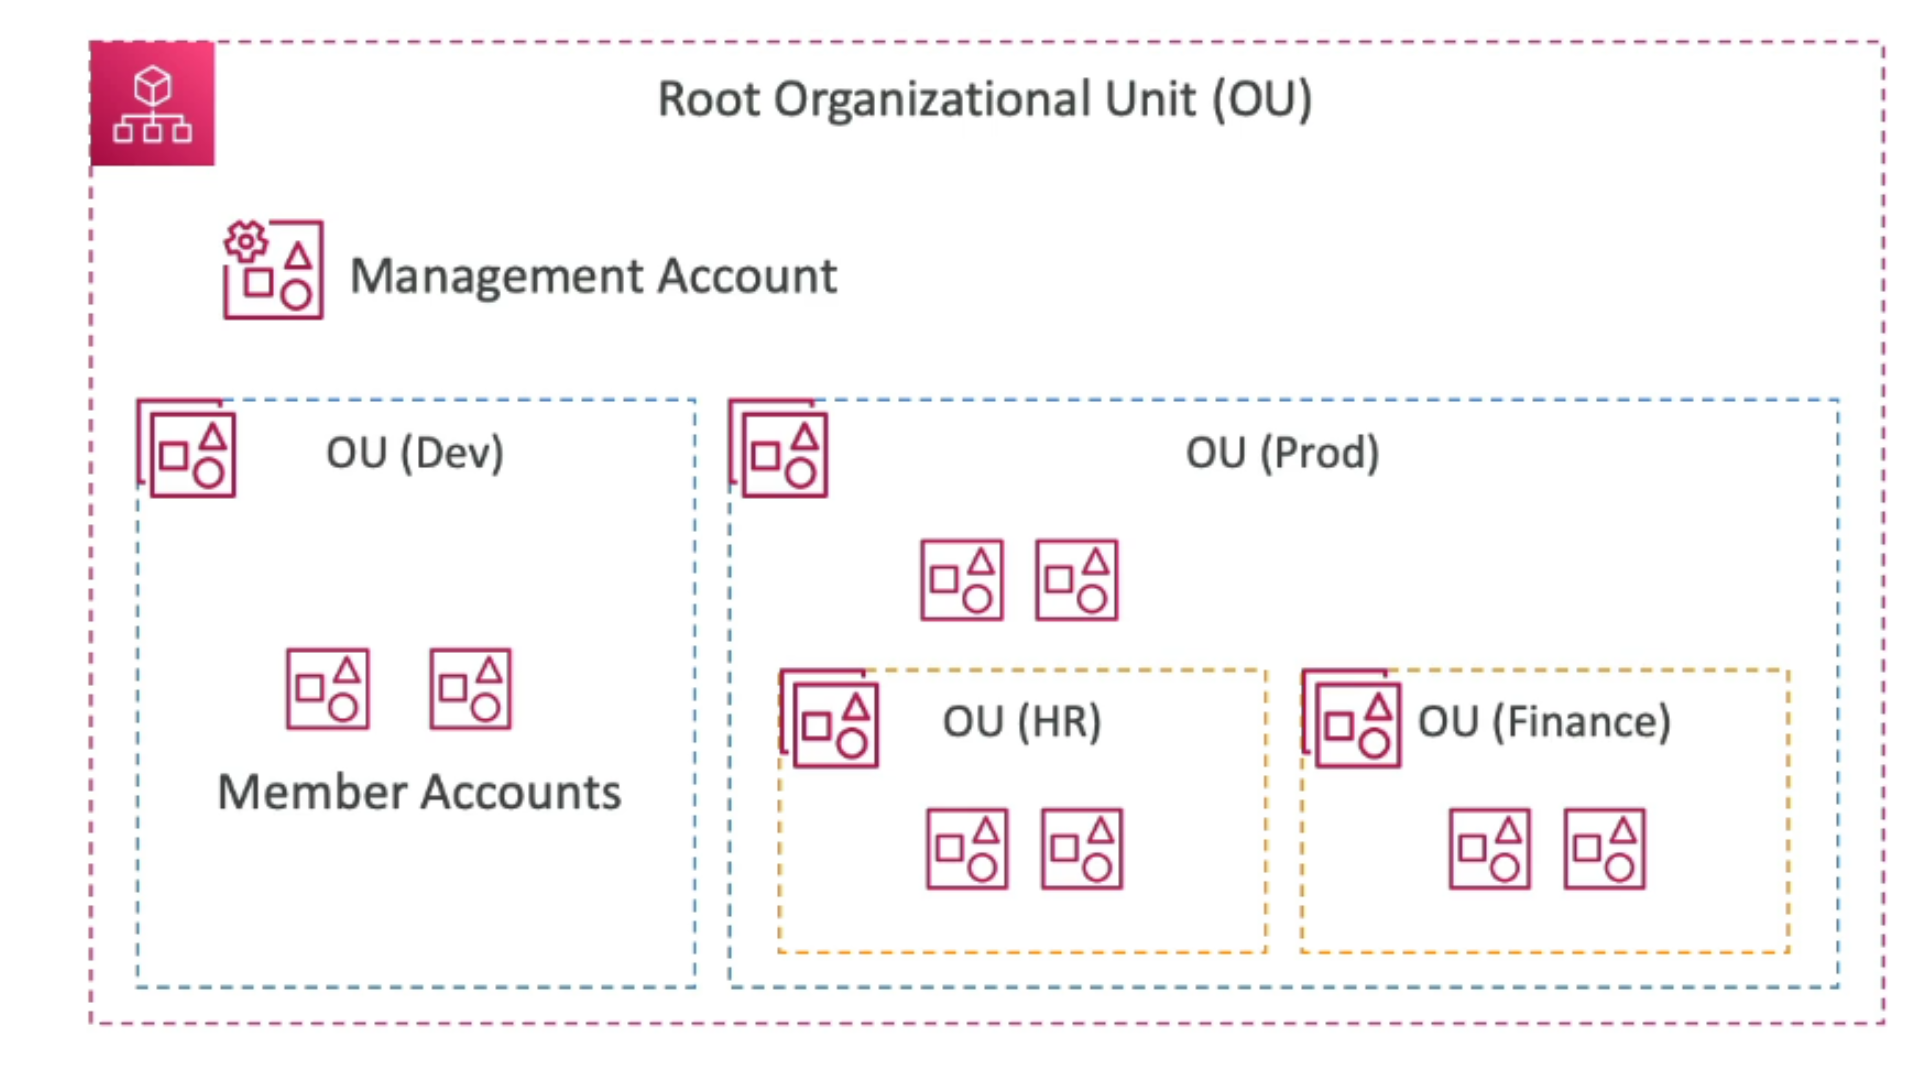 Root Organizational Unit (OU)
Management Account
OU (Dev)
OU (Prod)
Member Accounts
OU (HR)
OU (Finance)